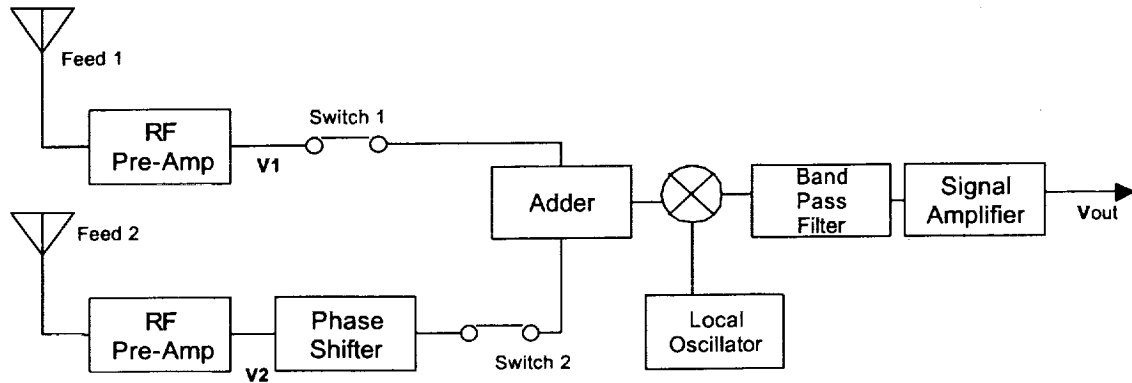 Feed 1
Switch 1
RF
Pre-Amp
V1
Adder
Band
Pass
Filter
Signal
Amplifier
Vout
Feed 2
RF
Pre-Amp
V2
Phase
Shifter
Switch 2
Local
Oscillator